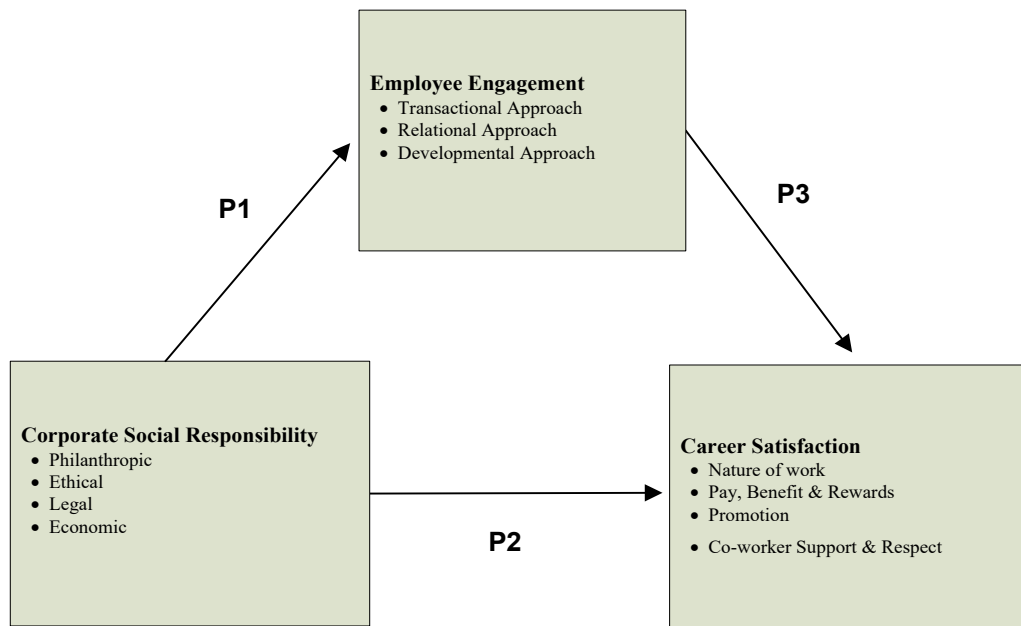 Employee Engagement
• Transactional Approach
• Relational Approach
• Developmental Approach
P1
P3
Corporate Social Responsibility
• Philanthropic
• Ethical
• Legal
• Economic
P2
Career Satisfaction
• Nature of work
• Pay, Benefit & Rewards
• Promotion
• Co-worker Support & Respect